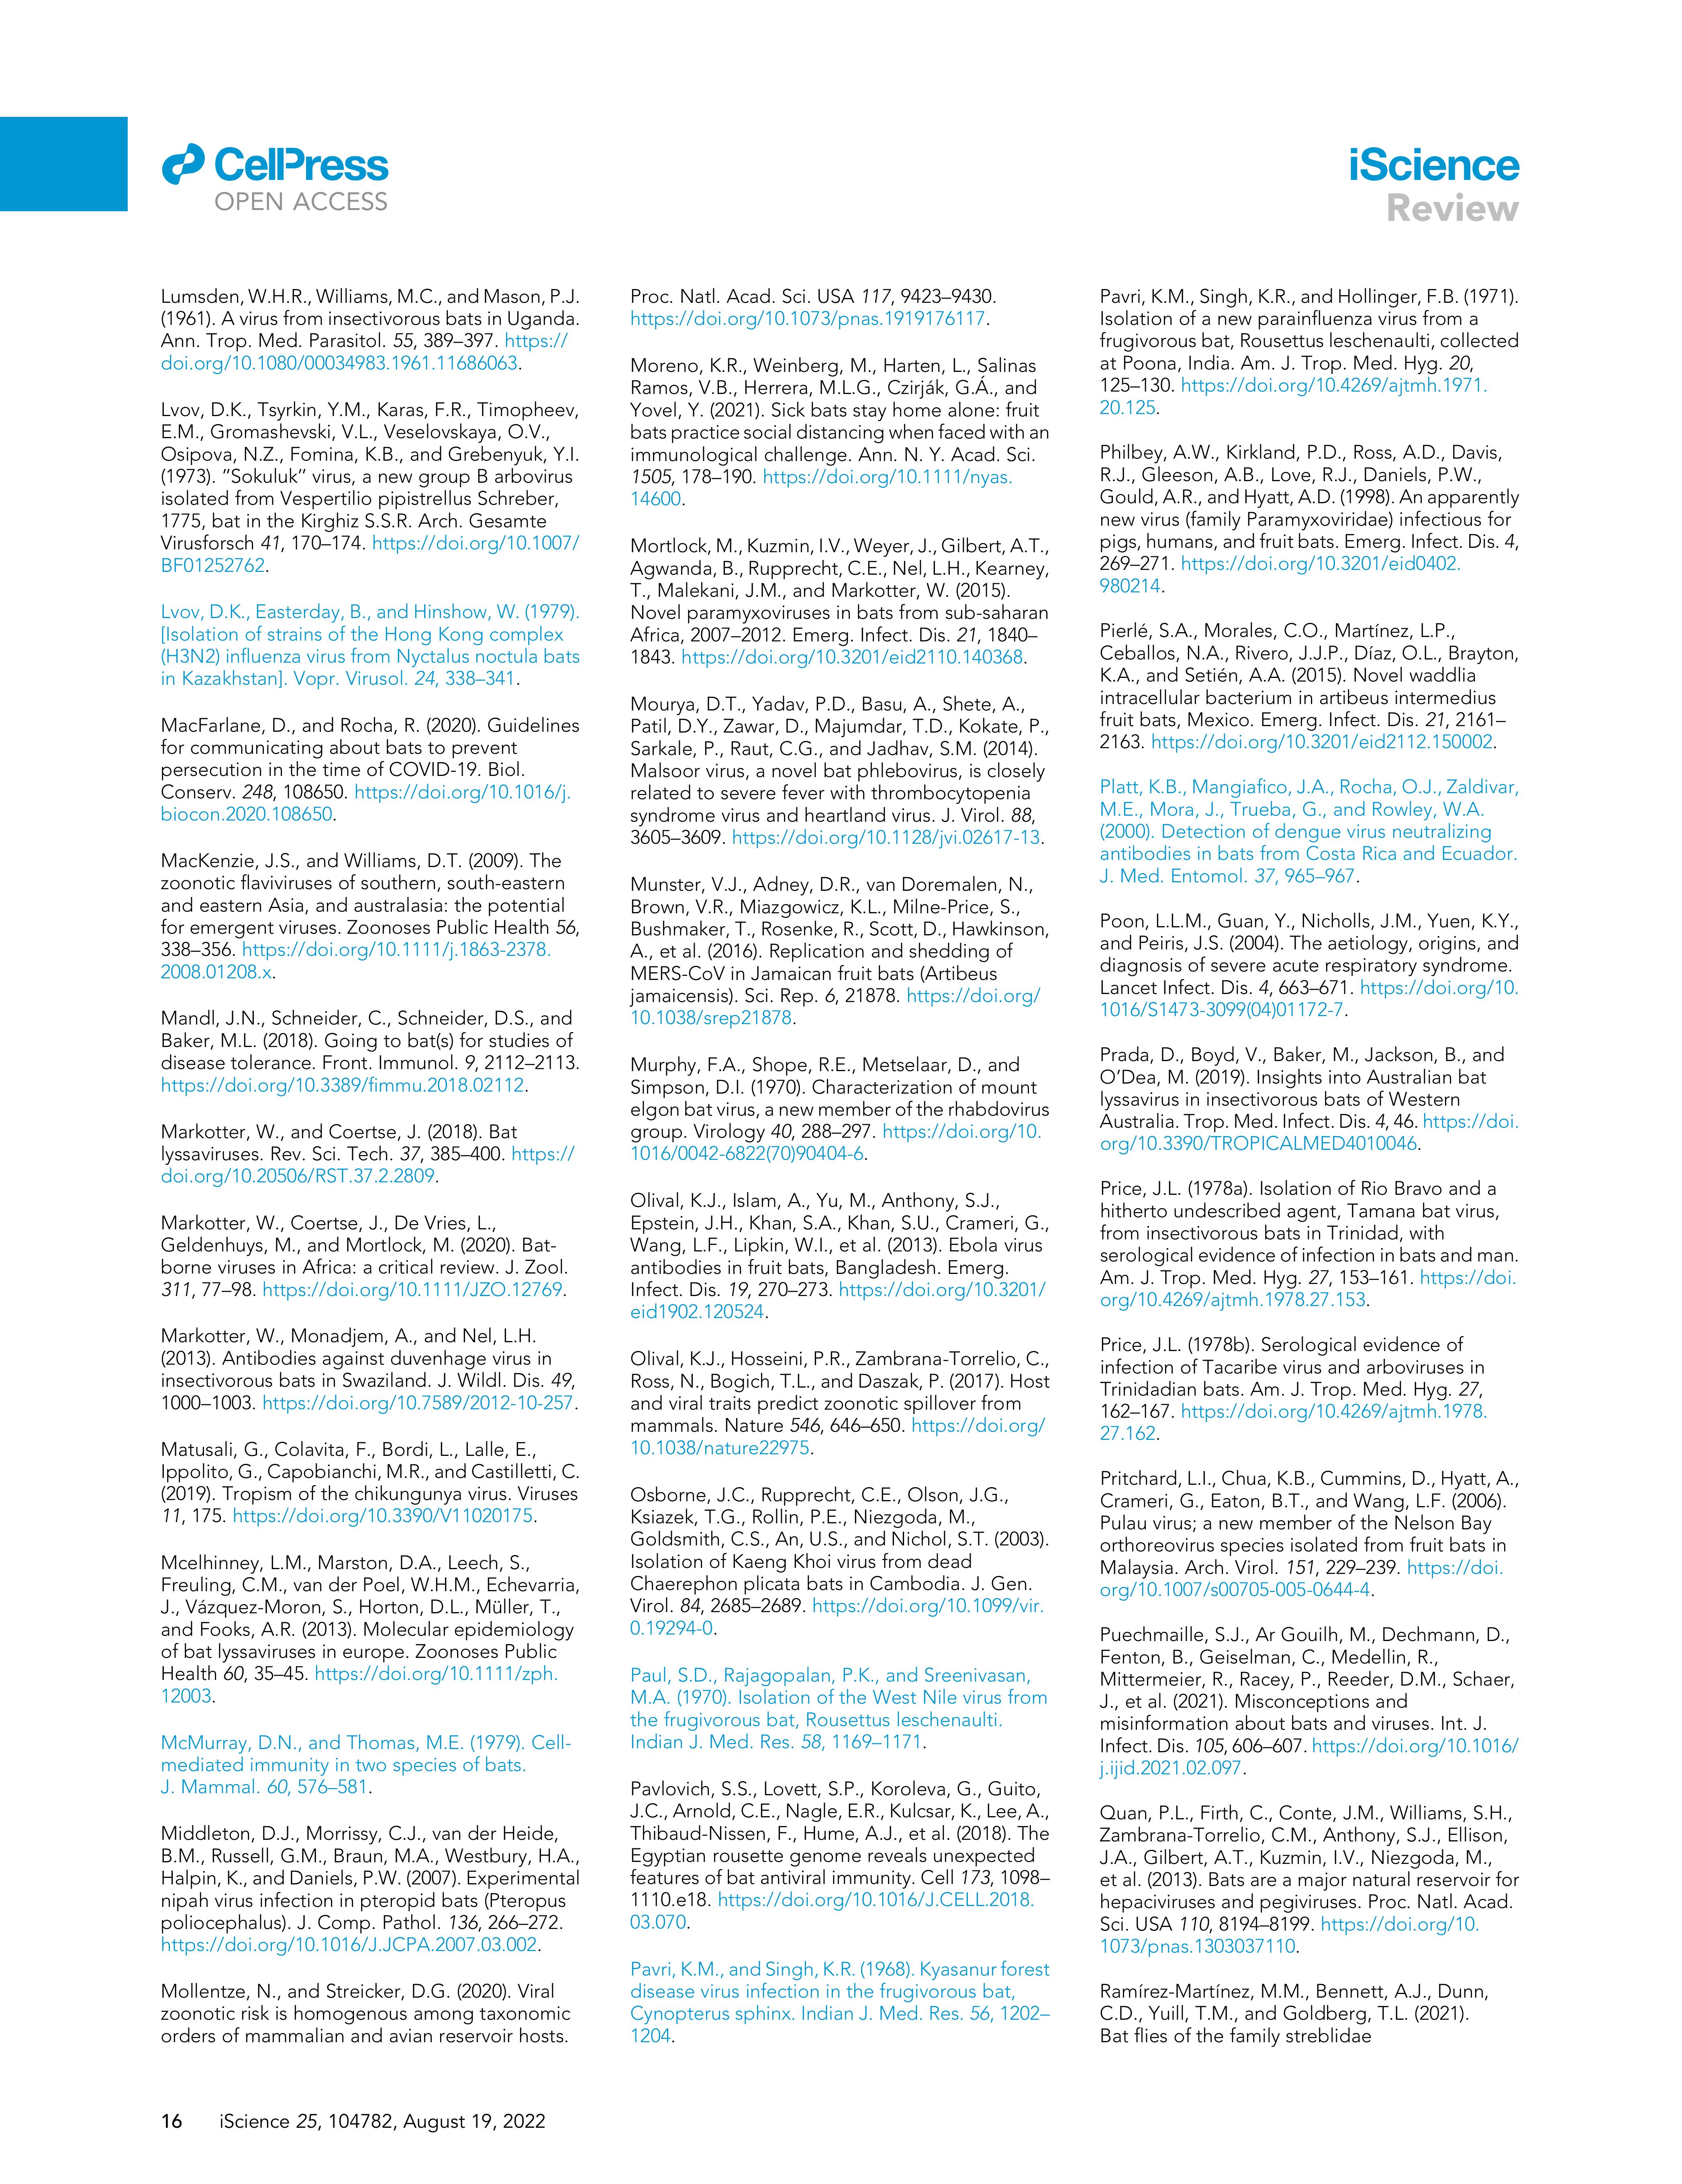 CellPress
OPEN ACCESS
iScience
Review
Lumsden, W.H.R., Williams, M.C., and Mason, P.J.
(1961). A virus from insectivorous bats in Uganda.
Ann. Trop. Med. Parasitol. 55, 389–397. https://
doi.org/10.1080/00034983.1961.11686063.
Lvov, D.K., Tsyrkin, Y.M., Karas, F.R., Timopheev,
E.M., Gromashevski, V.L., Veselovskaya, O.V.,
Osipova, N.Z., Fomina, K.B., and Grebenyuk, Y.I.
(1973). ”Sokuluk” virus, a new group B arbovirus
isolated from Vespertilio pipistrellus Schreber,
1775, bat in the Kirghiz S.S.R. Arch. Gesamte
Virusforsch 41, 170–174. https://doi.org/10.1007/
BF01252762.
Lvov, D.K., Easterday, B., and Hinshow, W. (1979).
[Isolation of strains of the Hong Kong complex
(H3N2) influenza virus from Nyctalus noctula bats
in Kazakhstan]. Vopr. Virusol. 24, 338–341.
MacFarlane, D., and Rocha, R. (2020). Guidelines
for communicating about bats to prevent
persecution in the time of COVID-19. Biol.
Conserv. 248, 108650. https://doi.org/10.1016/j.
biocon.2020.108650.
MacKenzie, J.S., and Williams, D.T. (2009). The
zoonotic flaviviruses of southern, south-eastern
and eastern Asia, and australasia: the potential
for emergent viruses. Zoonoses Public Health 56,
338–356. https://doi.org/10.1111/j.1863-2378.
2008.01208.x.
Mandl, J.N., Schneider, C., Schneider, D.S., and
Baker, M.L. (2018). Going to bat(s) for studies of
disease tolerance. Front. Immunol. 9, 2112–2113.
https://doi.org/10.3389/fimmu.2018.02112.
Markotter, W., and Coertse, J. (2018). Bat
lyssaviruses. Rev. Sci. Tech. 37, 385–400. https://
doi.org/10.20506/RST.37.2.2809.
Markotter, W., Coertse, J., De Vries, L.,
Geldenhuys, M., and Mortlock, M. (2020). Bat-
borne viruses in Africa: a critical review. J. Zool.
311, 77–98. https://doi.org/10.1111/JZO.12769.
Markotter, W., Monadjem, A., and Nel, L.H.
(2013). Antibodies against duvenhage virus in
insectivorous bats in Swaziland. J. Wildl. Dis. 49,
1000–1003. https://doi.org/10.7589/2012-10-257.
Matusali, G., Colavita, F., Bordi, L., Lalle, E.,
Ippolito, G., Capobianchi, M.R., and Castilletti, C.
(2019). Tropism of the chikungunya virus. Viruses
11, 175. https://doi.org/10.3390/V11020175.
Mcelhinney, L.M., Marston, D.A., Leech, S.,
Freuling, C.M., van der Poel, W.H.M., Echevarria,
J., Vázquez-Moron, S., Horton, D.L., Müller, T.,
and Fooks, A.R. (2013). Molecular epidemiology
of bat lyssaviruses in europe. Zoonoses Public
Health 60, 35–45. https://doi.org/10.1111/zph.
12003.
McMurray, D.N., and Thomas, M.E. (1979). Cell-
mediated immunity in two species of bats.
J. Mammal. 60, 576–581.
Middleton, D.J., Morrissy, C.J., van der Heide,
B.M., Russell, G.M., Braun, M.A., Westbury, H.A.,
Halpin, K., and Daniels, P.W. (2007). Experimental
nipah virus infection in pteropid bats (Pteropus
poliocephalus). J. Comp. Pathol. 136, 266–272.
https://doi.org/10.1016/J.JCPA.2007.03.002.
Mollentze, N., and Streicker, D.G. (2020). Viral
zoonotic risk is homogenous among taxonomic
orders of mammalian and avian reservoir hosts.
Proc. Natl. Acad. Sci. USA 117, 9423–9430.
https://doi.org/10.1073/pnas.1919176117.
Moreno, K.R., Weinberg, M., Harten, L., Salinas
Ramos, V.B., Herrera, M.L.G., Czirják, G.Á., and
Yovel, Y. (2021). Sick bats stay home alone: fruit
bats practice social distancing when faced with an
immunological challenge. Ann. N. Y. Acad. Sci.
1505, 178–190. https://doi.org/10.1111/nyas.
14600.
Mortlock, M., Kuzmin, I.V., Weyer, J., Gilbert, A.T.,
Agwanda, B., Rupprecht, C.E., Nel, L.H., Kearney,
T., Malekani, J.M., and Markotter, W. (2015).
Novel paramyxoviruses in bats from sub-saharan
Africa, 2007–2012. Emerg. Infect. Dis. 21, 1840–
1843. https://doi.org/10.3201/eid2110.140368.
Mourya, D.T., Yadav, P.D., Basu, A., Shete, A.,
Patil, D.Y., Zawar, D., Majumdar, T.D., Kokate, P.,
Sarkale, P., Raut, C.G., and Jadhav, S.M. (2014).
Malsoor virus, a novel bat phlebovirus, is closely
related to severe fever with thrombocytopenia
syndrome virus and heartland virus. J. Virol. 88,
3605–3609. https://doi.org/10.1128/jvi.02617-13.
Munster, V.J., Adney, D.R., van Doremalen, N.,
Brown, V.R., Miazgowicz, K.L., Milne-Price, S.,
Bushmaker, T., Rosenke, R., Scott, D., Hawkinson,
A., et al. (2016). Replication and shedding of
MERS-CoV in Jamaican fruit bats (Artibeus
jamaicensis). Sci. Rep. 6, 21878. https://doi.org/
10.1038/srep21878.
Murphy, F.A., Shope, R.E., Metselaar, D., and
Simpson, D.I. (1970). Characterization of mount
elgon bat virus, a new member of the rhabdovirus
group. Virology 40, 288–297. https://doi.org/10.
1016/0042-6822(70)90404-6.
Olival, K.J., Islam, A., Yu, M., Anthony, S.J.,
Epstein, J.H., Khan, S.A., Khan, S.U., Crameri, G.,
Wang, L.F., Lipkin, W.I., et al. (2013). Ebola virus
antibodies in fruit bats, Bangladesh. Emerg.
Infect. Dis. 19, 270–273. https://doi.org/10.3201/
eid1902.120524.
Olival, K.J., Hosseini, P.R., Zambrana-Torrelio, C.,
Ross, N., Bogich, T.L., and Daszak, P. (2017). Host
and viral traits predict zoonotic spillover from
mammals. Nature 546, 646–650. https://doi.org/
10.1038/nature22975.
Osborne, J.C., Rupprecht, C.E., Olson, J.G.,
Ksiazek, T.G., Rollin, P.E., Niezgoda, M.,
Goldsmith, C.S., An, U.S., and Nichol, S.T. (2003).
Isolation of Kaeng Khoi virus from dead
Chaerephon plicata bats in Cambodia. J. Gen.
Virol. 84, 2685–2689. https://doi.org/10.1099/vir.
0.19294-0.
Paul, S.D., Rajagopalan, P.K., and Sreenivasan,
M.A. (1970). Isolation of the West Nile virus from
the frugivorous bat, Rousettus leschenaulti.
Indian J. Med. Res. 58, 1169–1171.
Pavlovich, S.S., Lovett, S.P., Koroleva, G., Guito,
J.C., Arnold, C.E., Nagle, E.R., Kulcsar, K., Lee, A.,
Thibaud-Nissen, F., Hume, A.J., et al. (2018). The
Egyptian rousette genome reveals unexpected
features of bat antiviral immunity. Cell 173, 1098–
1110.e18. https://doi.org/10.1016/J.CELL.2018.
03.070.
Pavri, K.M., and Singh, K.R. (1968). Kyasanur forest
disease virus infection in the frugivorous bat,
Cynopterus sphinx. Indian J. Med. Res. 56, 1202–
1204.
Pavri, K.M., Singh, K.R., and Hollinger, F.B. (1971).
Isolation of a new parainfluenza virus from a
frugivorous bat, Rousettus leschenaulti, collected
at Poona, India. Am. J. Trop. Med. Hyg. 20,
125–130. https://doi.org/10.4269/ajtmh.1971.
20.125.
Philbey, A.W., Kirkland, P.D., Ross, A.D., Davis,
R.J., Gleeson, A.B., Love, R.J., Daniels, P.W.,
Gould, A.R., and Hyatt, A.D. (1998). An apparently
new virus (family Paramyxoviridae) infectious for
pigs, humans, and fruit bats. Emerg. Infect. Dis. 4,
269–271. https://doi.org/10.3201/eid0402.
980214.
Pierlé, S.A., Morales, C.O., Martínez, L.P.,
Ceballos, N.A., Rivero, J.J.P., Díaz, O.L., Brayton,
K.A., and Setién, A.A. (2015). Novel waddlia
intracellular bacterium in artibeus intermedius
fruit bats, Mexico. Emerg. Infect. Dis. 21, 2161–
2163. https://doi.org/10.3201/eid2112.150002.
Platt, K.B., Mangiafico, J.A., Rocha, O.J., Zaldivar,
M.E., Mora, J., Trueba, G., and Rowley, W.A.
(2000). Detection of dengue virus neutralizing
antibodies in bats from Costa Rica and Ecuador.
J. Med. Entomol. 37, 965–967.
Poon, L.L.M., Guan, Y., Nicholls, J.M., Yuen, K.Y.,
and Peiris, J.S. (2004). The aetiology, origins, and
diagnosis of severe acute respiratory syndrome.
Lancet Infect. Dis. 4, 663–671. https://doi.org/10.
1016/S1473-3099(04)01172-7.
Prada, D., Boyd, V., Baker, M., Jackson, B., and
O’Dea, M. (2019). Insights into Australian bat
lyssavirus in insectivorous bats of Western
Australia. Trop. Med. Infect. Dis. 4, 46. https://doi.
org/10.3390/TROPICALMED4010046.
Price, J.L. (1978a). Isolation of Rio Bravo and a
hitherto undescribed agent, Tamana bat virus,
from insectivorous bats in Trinidad, with
serological evidence of infection in bats and man.
Am. J. Trop. Med. Hyg. 27, 153–161. https://doi.
org/10.4269/ajtmh.1978.27.153.
Price, J.L. (1978b). Serological evidence of
infection of Tacaribe virus and arboviruses in
Trinidadian bats. Am. J. Trop. Med. Hyg. 27,
162–167. https://doi.org/10.4269/ajtmh.1978.
27.162.
Pritchard, L.I., Chua, K.B., Cummins, D., Hyatt, A.,
Crameri, G., Eaton, B.T., and Wang, L.F. (2006).
Pulau virus; a new member of the Nelson Bay
orthoreovirus species isolated from fruit bats in
Malaysia. Arch. Virol. 151, 229–239. https://doi.
org/10.1007/s00705-005-0644-4.
Puechmaille, S.J., Ar Gouilh, M., Dechmann, D.,
Fenton, B., Geiselman, C., Medellin, R.,
Mittermeier, R., Racey, P., Reeder, D.M., Schaer,
J., et al. (2021). Misconceptions and
misinformation about bats and viruses. Int. J.
Infect. Dis. 105, 606–607. https://doi.org/10.1016/
j.ijid.2021.02.097.
Quan, P.L., Firth, C., Conte, J.M., Williams, S.H.,
Zambrana-Torrelio, C.M., Anthony, S.J., Ellison,
J.A., Gilbert, A.T., Kuzmin, I.V., Niezgoda, M.,
et al. (2013). Bats are a major natural reservoir for
hepaciviruses and pegiviruses. Proc. Natl. Acad.
Sci. USA 110, 8194–8199. https://doi.org/10.
1073/pnas.1303037110.
Ramírez-Martínez, M.M., Bennett, A.J., Dunn,
C.D., Yuill, T.M., and Goldberg, T.L. (2021).
Bat flies of the family streblidae
16 iScience 25, 104782, August 19, 2022